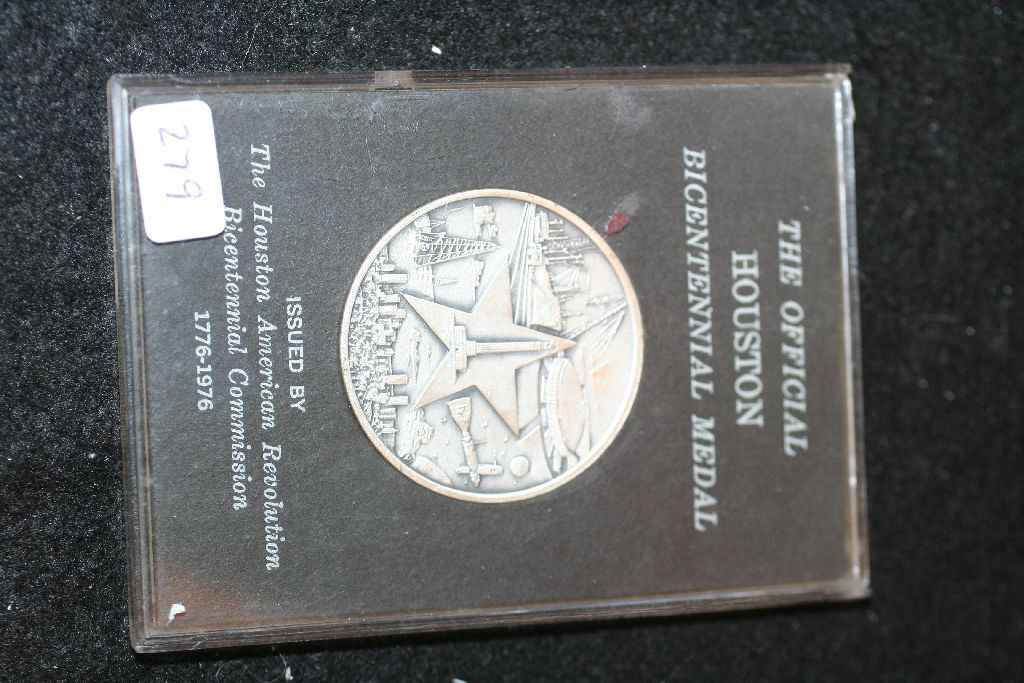 THE OFFICIAL
HOUSTON
BICENTENNIAL MEDAL
ISSUED BY
The Houston American Revolution
Bicentennial Commission
1776-1976
279